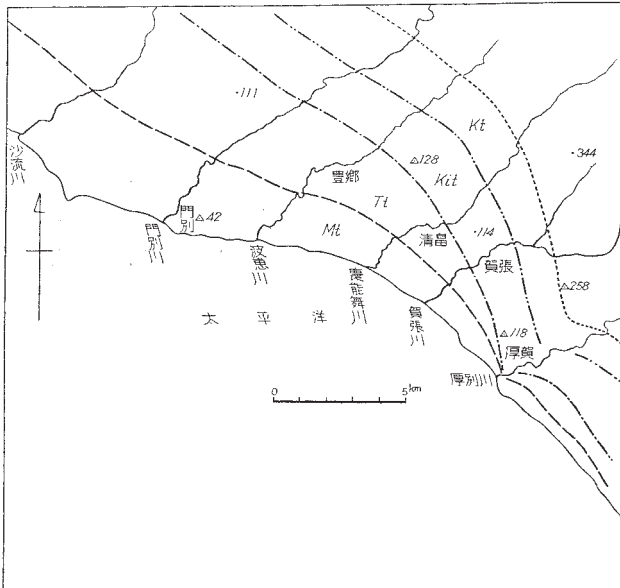 ・111
Kt
・344
△128
Kit
豊郷
Tt
Mt
沙流川
門別
△42
門別川
波恵川
慶能舞川
清畠
・114
賀張
賀張川
△258
△118
厚賀
厚別川
太平洋
0 5km